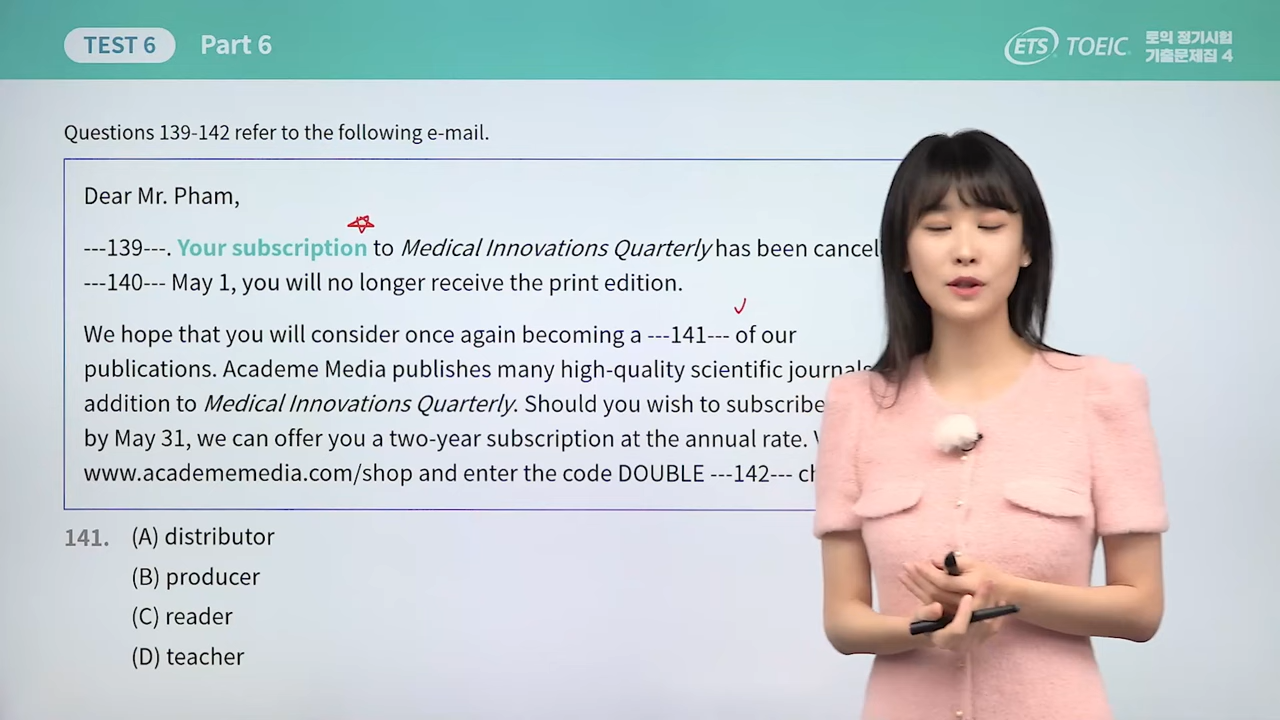 TEST 6
Part 6
ETS TOEIC
토익 정기시험
기출문제집 4
Questions 139-142 refer to the following e-mail.
Dear Mr. Pham,
---139---. Your subscription to Medical Innovations Quarterly has been
---140--- May 1, you will no longer receive the print edition.
We hope that you will consider once again becoming a ---141--- of our
publications. Academe Media publishes many high-quality scientific journals
addition to Medical Innovations Quarterly. Should you wish to subscribe
by May 31, we can offer you a two-year subscription at the annual rate.
www.academemedia.com/shop and enter the code DOUBLE ---142---
141.
(A) distributor
(B) producer
(C) reader
(D) teacher